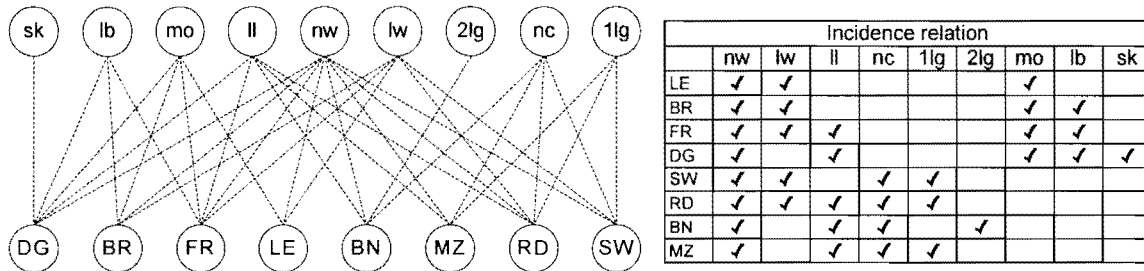 sk lb mo ll nw lw 2lg nc 1lg
DG BR FR LE BN MZ RD SW
Incidence relation
nw lw ll nc 1lg 2lg mo lb sk
LE ✓ ✓ ✓
BR ✓ ✓ ✓ ✓
FR ✓ ✓ ✓ ✓ ✓
DG ✓ ✓ ✓ ✓ ✓
SW ✓ ✓ ✓ ✓
RD ✓ ✓ ✓ ✓ ✓
BN ✓ ✓ ✓ ✓
MZ ✓ ✓ ✓ ✓